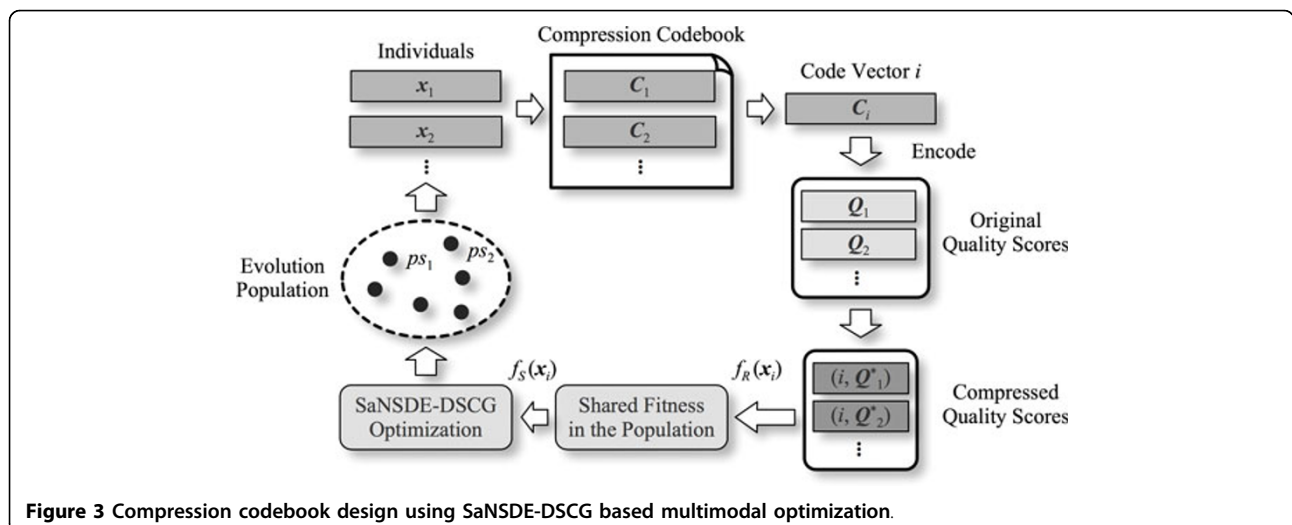 Individuals
x₁
x₂
⋮
Compression Codebook
C₁
C₂
⋮
Code Vector i
Cᵢ
Encode
Q₁
Q₂
⋮
Original
Quality Scores
Evolution
Population
ps₁
ps₂
(i, Q*₁)
(i, Q*₂)
⋮
Compressed
Quality Scores
f_R(xᵢ)
Shared Fitness
in the Population
f_S(xᵢ)
SaNSDE-DSCG
Optimization
Figure 3 Compression codebook design using SaNSDE-DSCG based multimodal optimization.